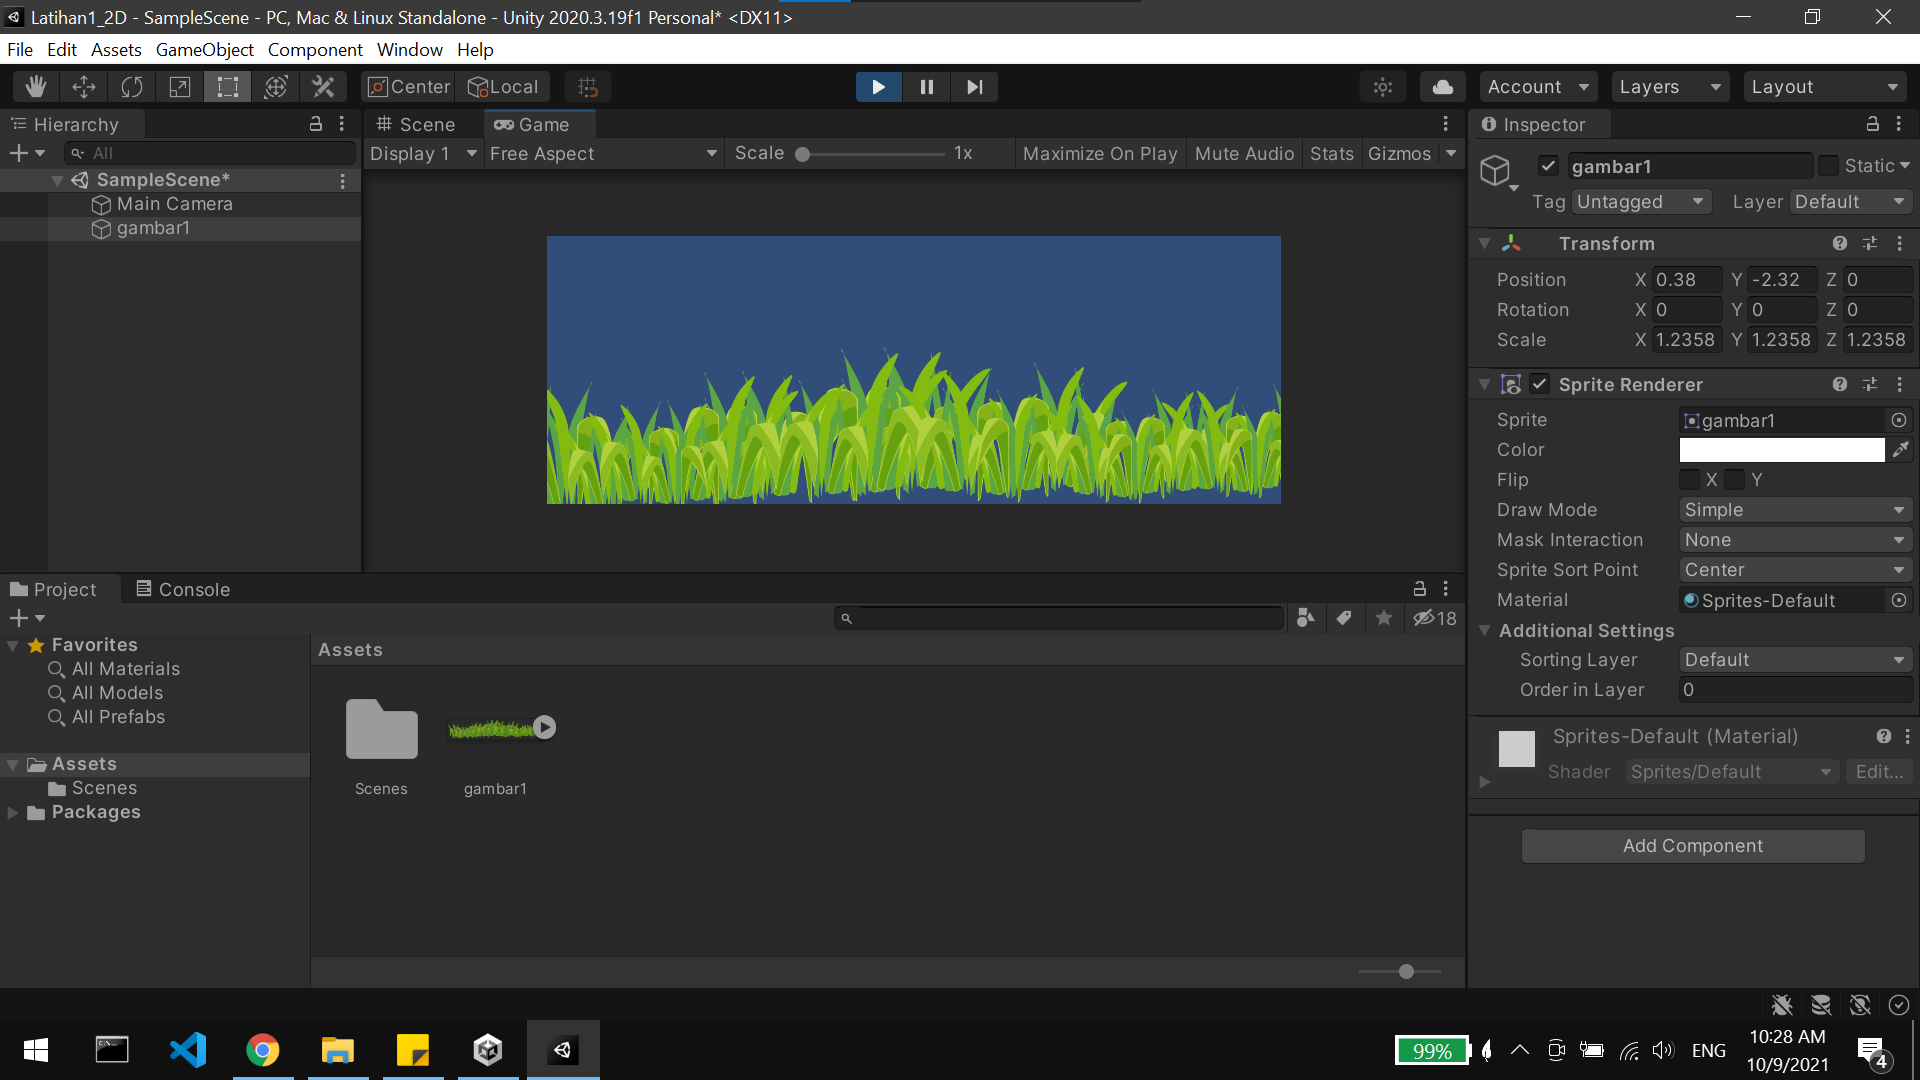 Latihan1_2D - SampleScene - PC, Mac & Linux Standalone - Unity 2020.3.19f1 Personal* <DX11>
File Edit Assets GameObject Component Window Help
Center Local
Account Layers Layout
Hierarchy
All
SampleScene*
Main Camera
gambar1
Scene Game
Display 1 Free Aspect Scale 1x Maximize On Play Mute Audio Stats Gizmos
Inspector
gambar1 Static
Tag Untagged Layer Default
Transform
Position X 0.38 Y -2.32 Z 0
Rotation X 0 Y 0 Z 0
Scale X 1.2358 Y 1.2358 Z 1.2358
Sprite Renderer
Sprite gambar1
Color
Flip X Y
Draw Mode Simple
Mask Interaction None
Sprite Sort Point Center
Material Sprites-Default
Additional Settings
Sorting Layer Default
Order in Layer 0
Sprites-Default (Material)
Shader Sprites/Default Edit...
Add Component
Project Console
18
Favorites
All Materials
All Models
All Prefabs
Assets
Scenes
Packages
Assets
Scenes gambar1
99% ENG
10:28 AM
10/9/2021
4